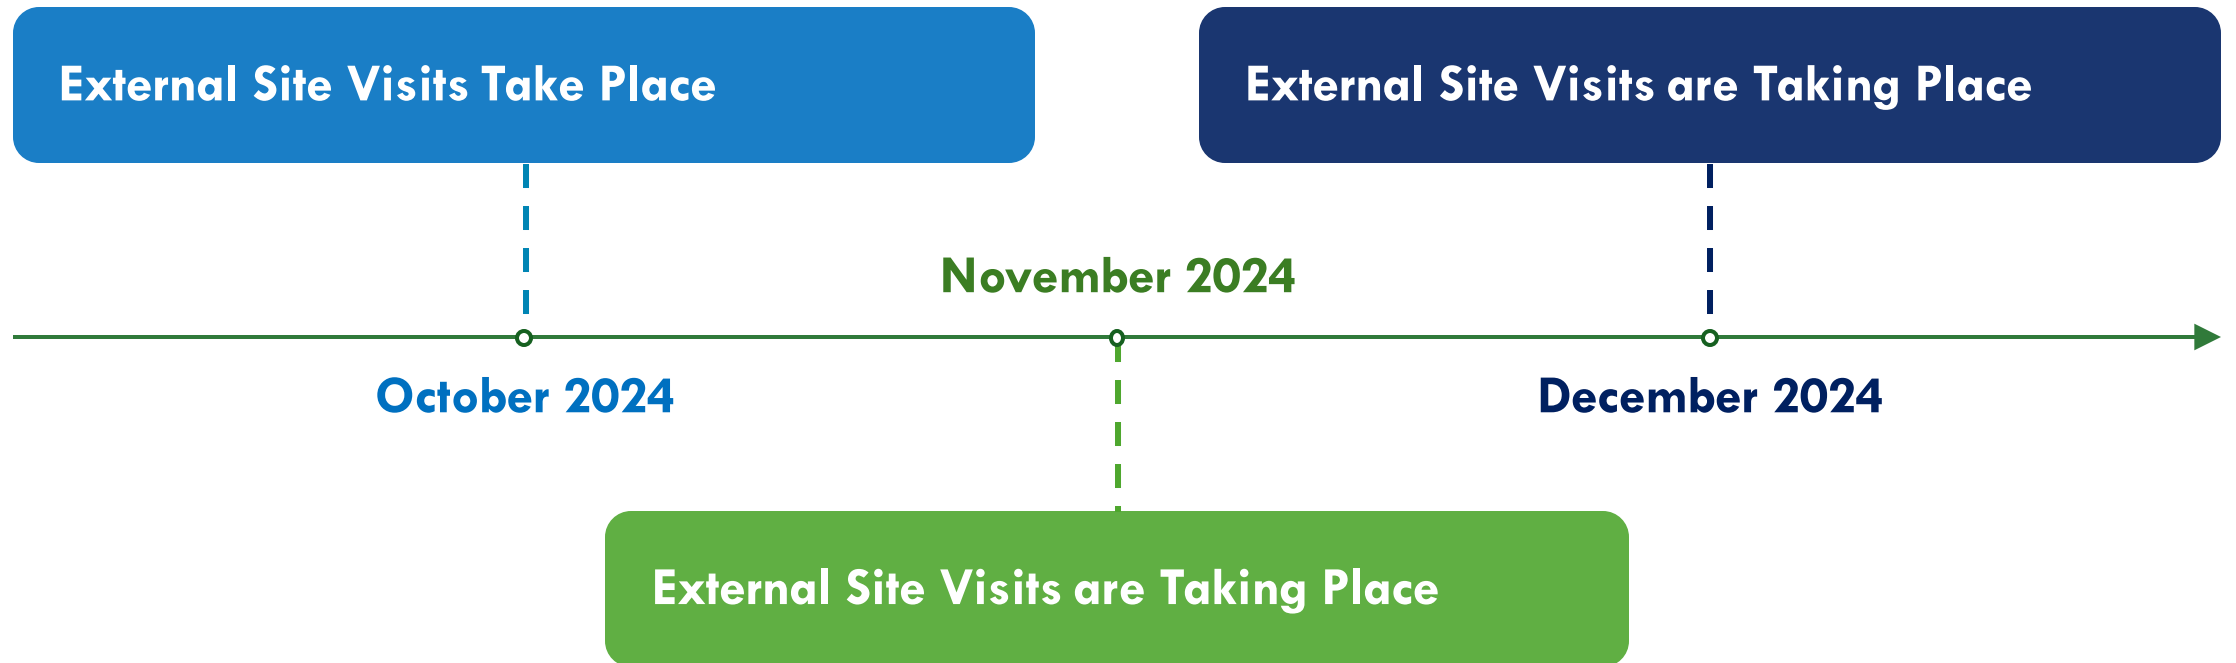 External Site Visits Take Place
External Site Visits are Taking Place
November 2024
October 2024
December 2024
External Site Visits are Taking Place